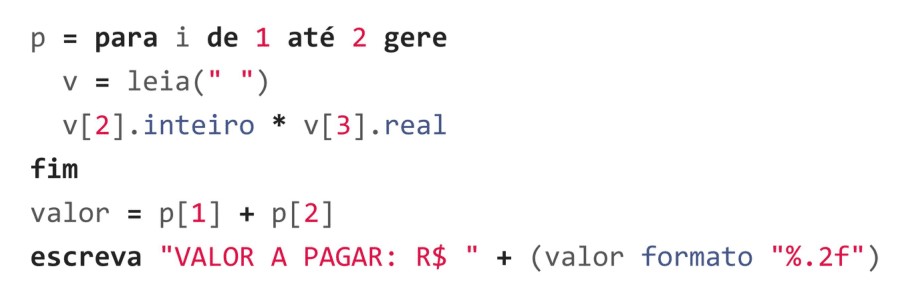 p = para i de 1 até 2 gere
  v = leia(" ")
  v[2].inteiro * v[3].real
fim
valor = p[1] + p[2]
escreva "VALOR A PAGAR: R$ " + (valor formato "%.2f")